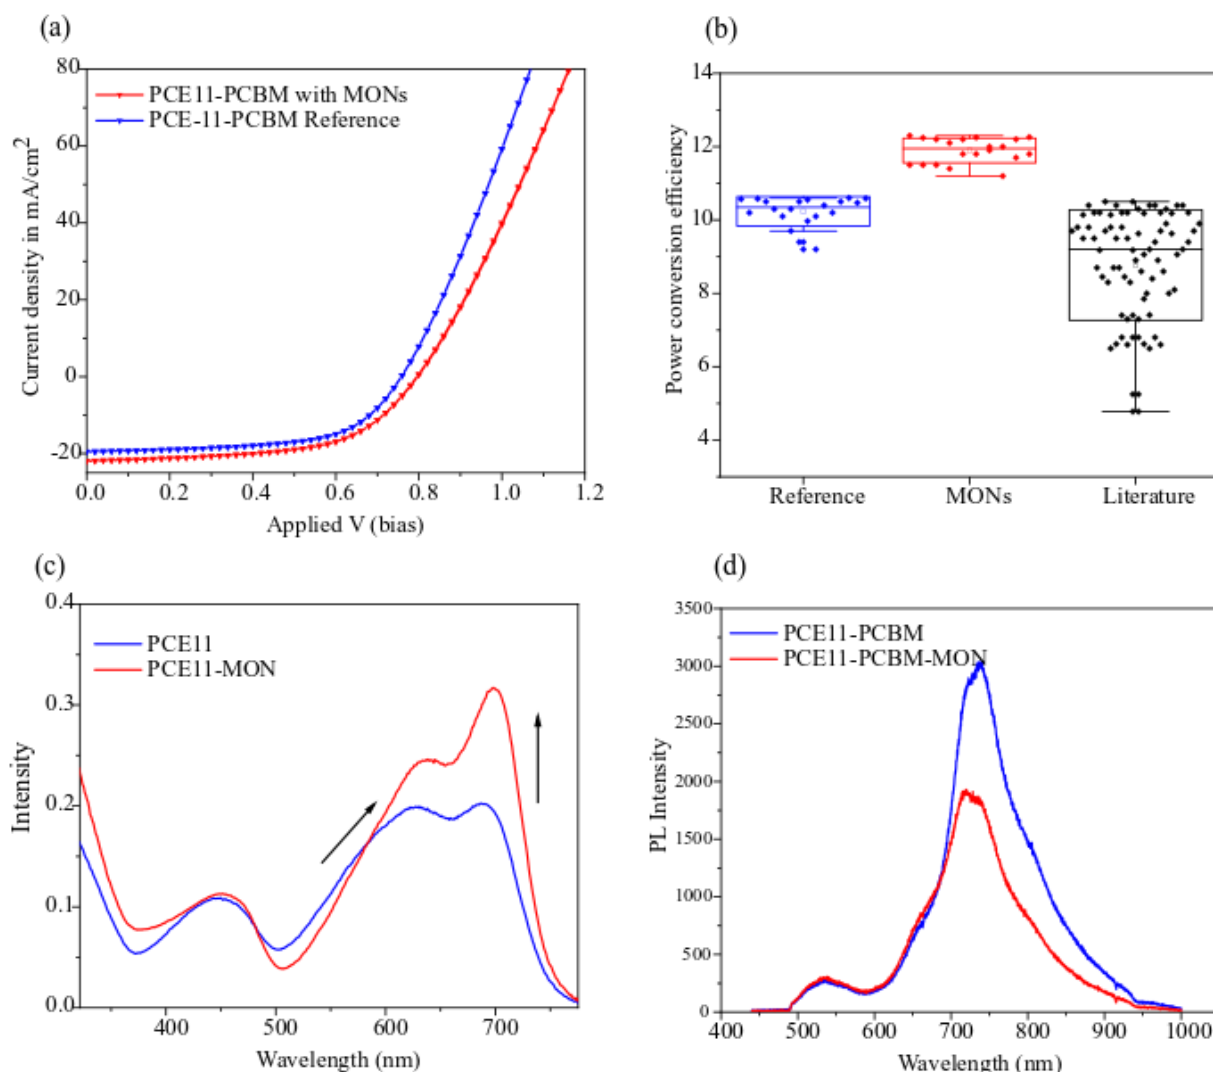 (a)
80
60
40
20
0
-20
0.0 0.2 0.4 0.6 0.8 1.0 1.2
Current density in mA/cm²
Applied V (bias)
PCE11-PCBM with MONs
PCE-11-PCBM Reference
(b)
14
12
10
8
6
4
Power conversion efficiency
Reference MONs Literature
(c)
0.4
0.3
0.2
0.1
0.0
400 500 600 700
Intensity
Wavelength (nm)
PCE11
PCE11-MON
(d)
3500
3000
2500
2000
1500
1000
500
0
400 500 600 700 800 900 1000
PL Intensity
Wavelength (nm)
PCE11-PCBM
PCE11-PCBM-MON